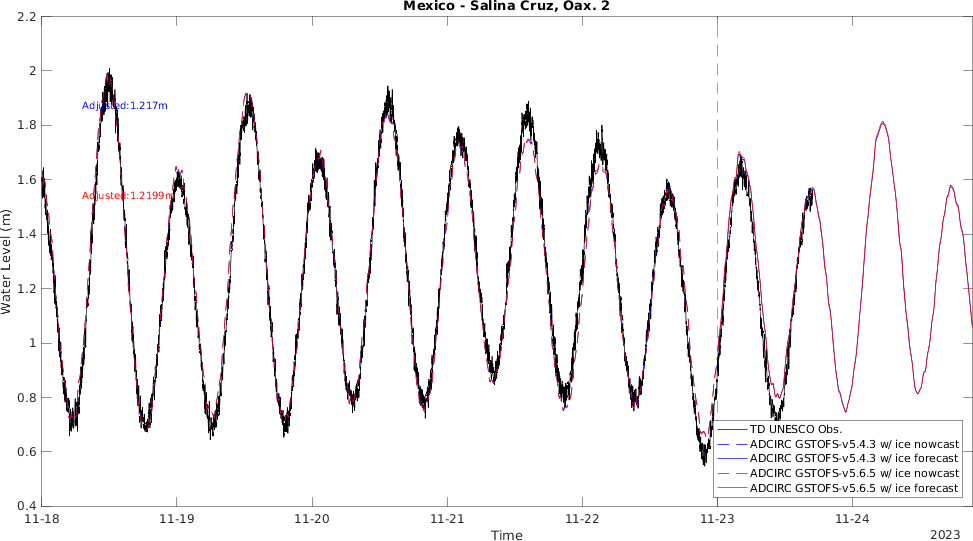 Mexico - Salina Cruz, Oax. 2
2.2
2
1.8
1.6
1.4
1.2
1
0.8
0.6
0.4
Water Level (m)
Adjusted:1.217m
Adjusted:1.2199m
TD UNESCO Obs.
ADCIRC GSTOFS-v5.4.3 w/ ice nowcast
ADCIRC GSTOFS-v5.4.3 w/ ice forecast
ADCIRC GSTOFS-v5.6.5 w/ ice nowcast
ADCIRC GSTOFS-v5.6.5 w/ ice forecast
11-18 11-19 11-20 11-21 11-22 11-23 11-24
Time
2023